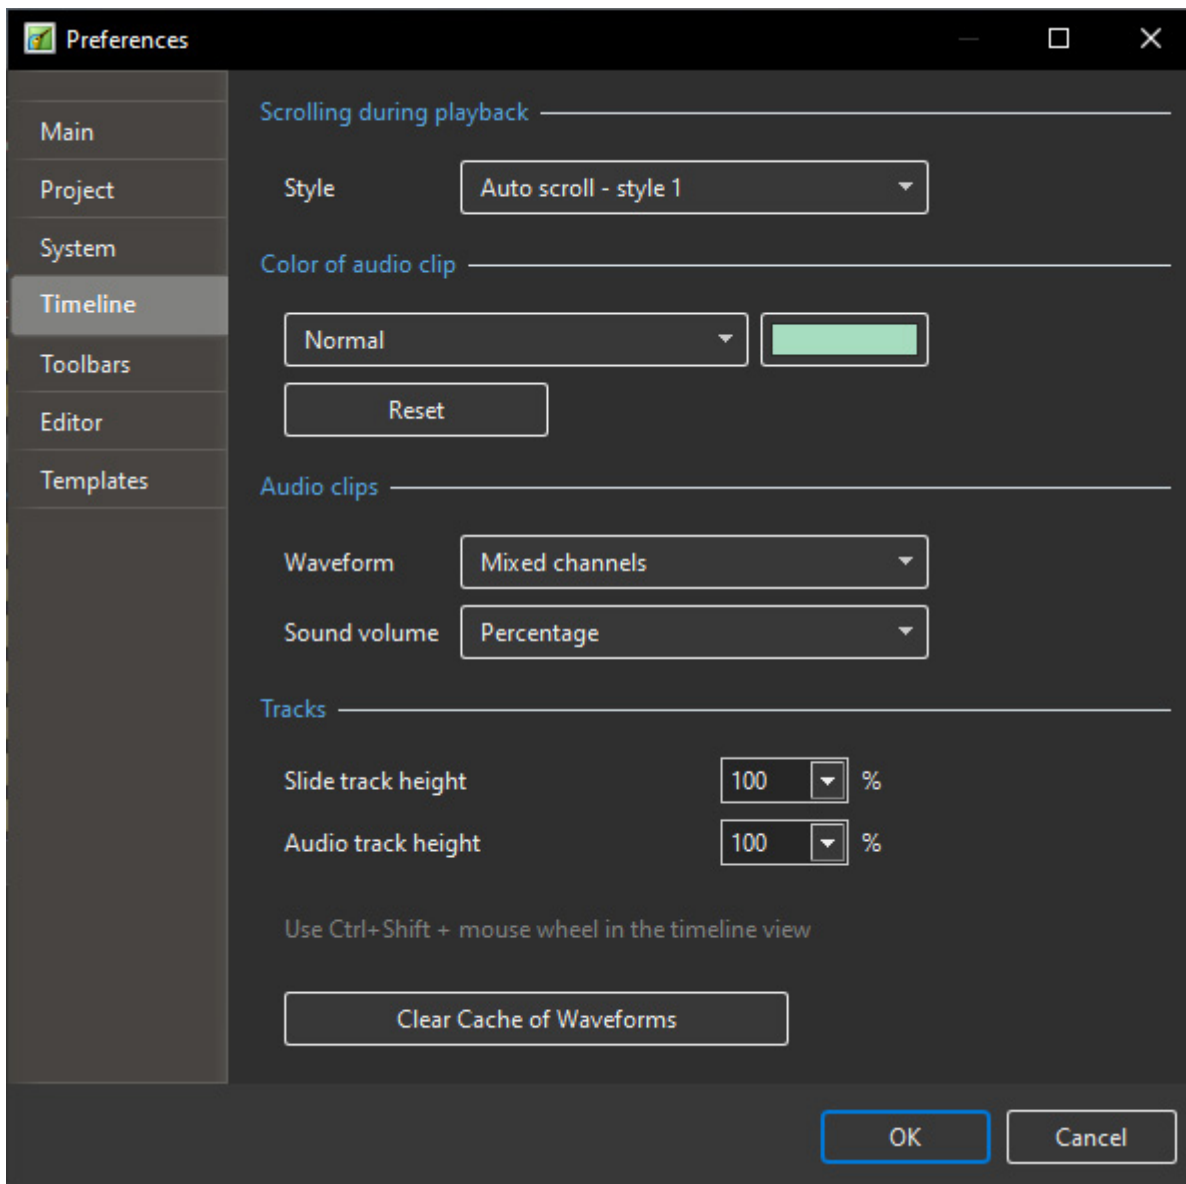 Preferences
Main
Project
System
Timeline
Toolbars
Editor
Templates
Scrolling during playback
Style Auto scroll - style 1
Color of audio clip
Normal
Reset
Audio clips
Waveform Mixed channels
Sound volume Percentage
Tracks
Slide track height 100 %
Audio track height 100 %
Use Ctrl+Shift + mouse wheel in the timeline view
Clear Cache of Waveforms
OK Cancel